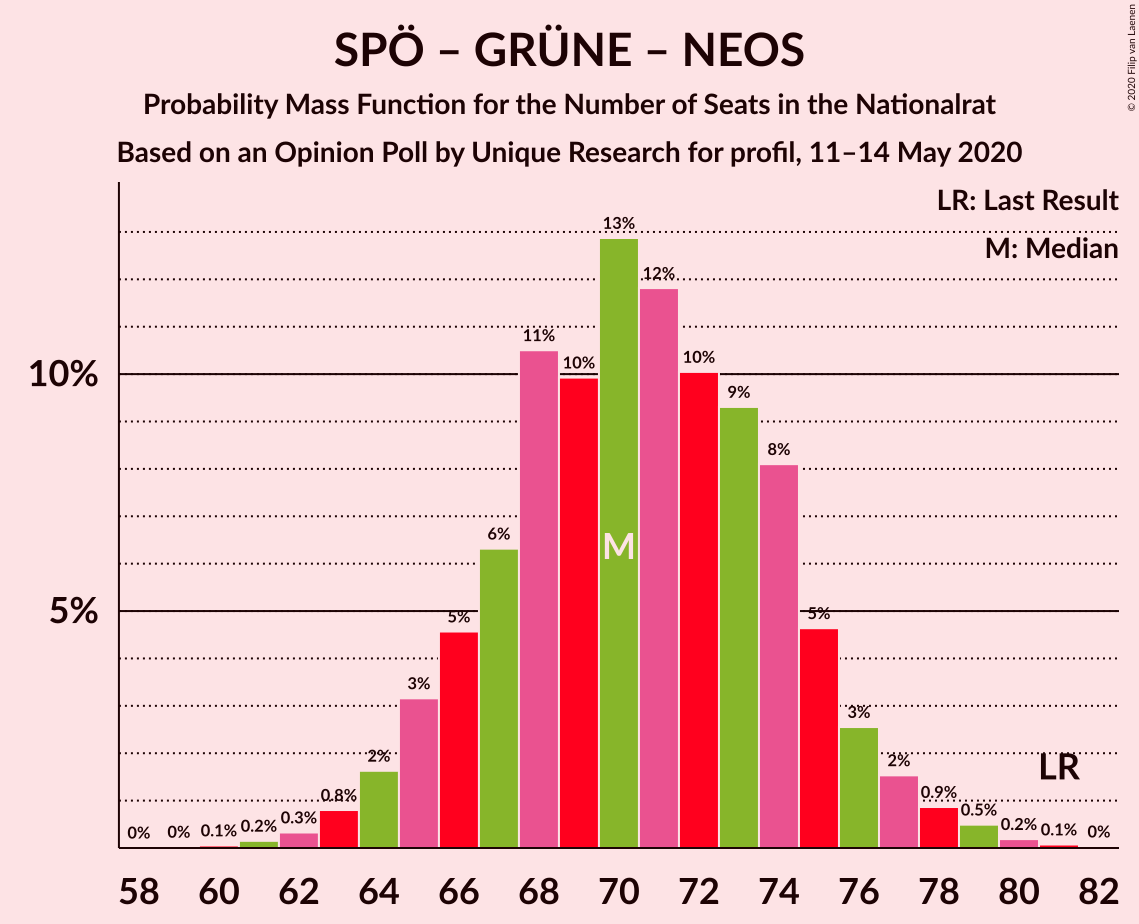 SPÖ – GRÜNE – NEOS
Probability Mass Function for the Number of Seats in the Nationalrat
Based on an Opinion Poll by Unique Research for profil, 11–14 May 2020
© 2020 Filip van Laenen
LR: Last Result
M: Median
10%
5%
0% 0% 0.1% 0.2% 0.3% 0.8% 2% 3% 5% 6% 11% 10% 13% 12% 10% 9% 8% 5% 3% 2% 0.9% 0.5% 0.2% 0.1% 0%
M
LR
58 60 62 64 66 68 70 72 74 76 78 80 82